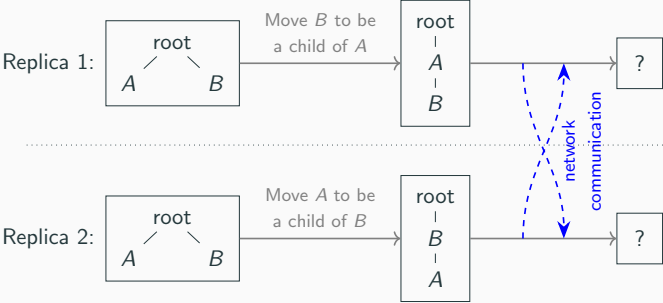 Replica 1:
root
A B
Move B to be
a child of A
root
A
B
?
network
communication
Replica 2:
root
A B
Move A to be
a child of B
root
B
A
?